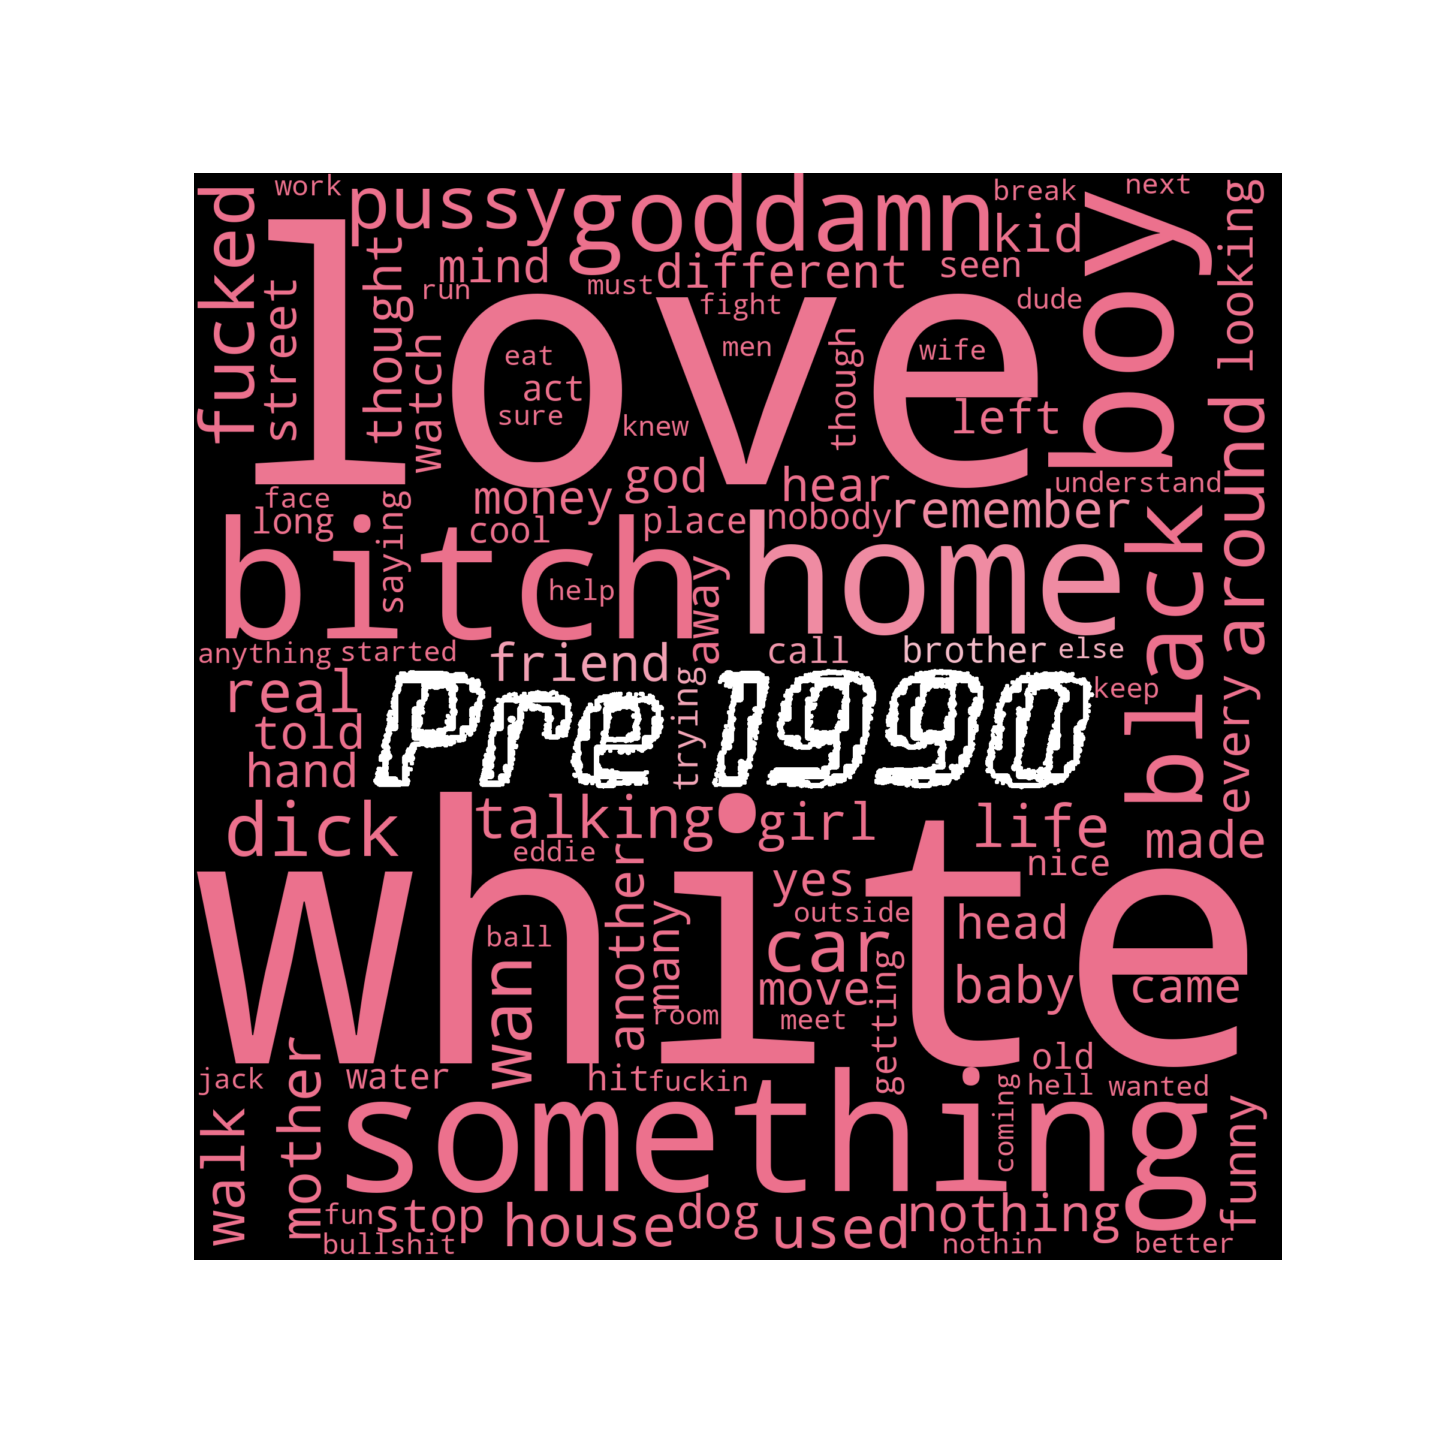 work
pussy
goddamn
break
next
fucked
love
boy
looking
kid
mind
different
seen
run
must
street
thought
watch
fight
dude
men
wife
eat
act
sure
though
knew
left
around
god
hear
understand
face
money
remember
long
saying
cool
place
nobody
black
bitch
home
help
away
anything
started
friend
call
brother
else
real
trying
keep
every
told
Pre 1990
hand
dick
talking
girl
life
made
eddie
another
nice
white
yes
many
outside
head
ball
wan
car
getting
move
baby
came
room
meet
mother
old
jack
water
hit
fuckin
coming
hell
wanted
walk
something
funny
fun
stop
house
dog
used
nothing
bullshit
nothin
better